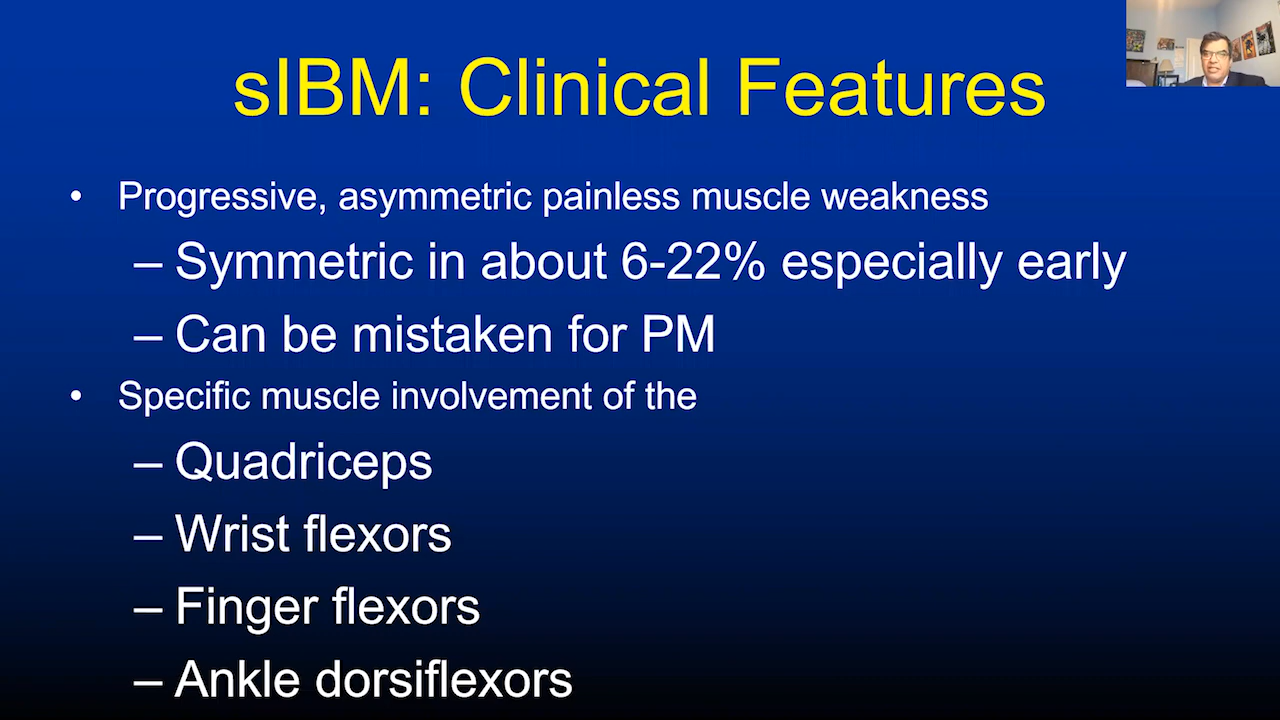 sIBM: Clinical Features
• Progressive, asymmetric painless muscle weakness
– Symmetric in about 6-22% especially early
– Can be mistaken for PM
• Specific muscle involvement of the
– Quadriceps
– Wrist flexors
– Finger flexors
– Ankle dorsiflexors